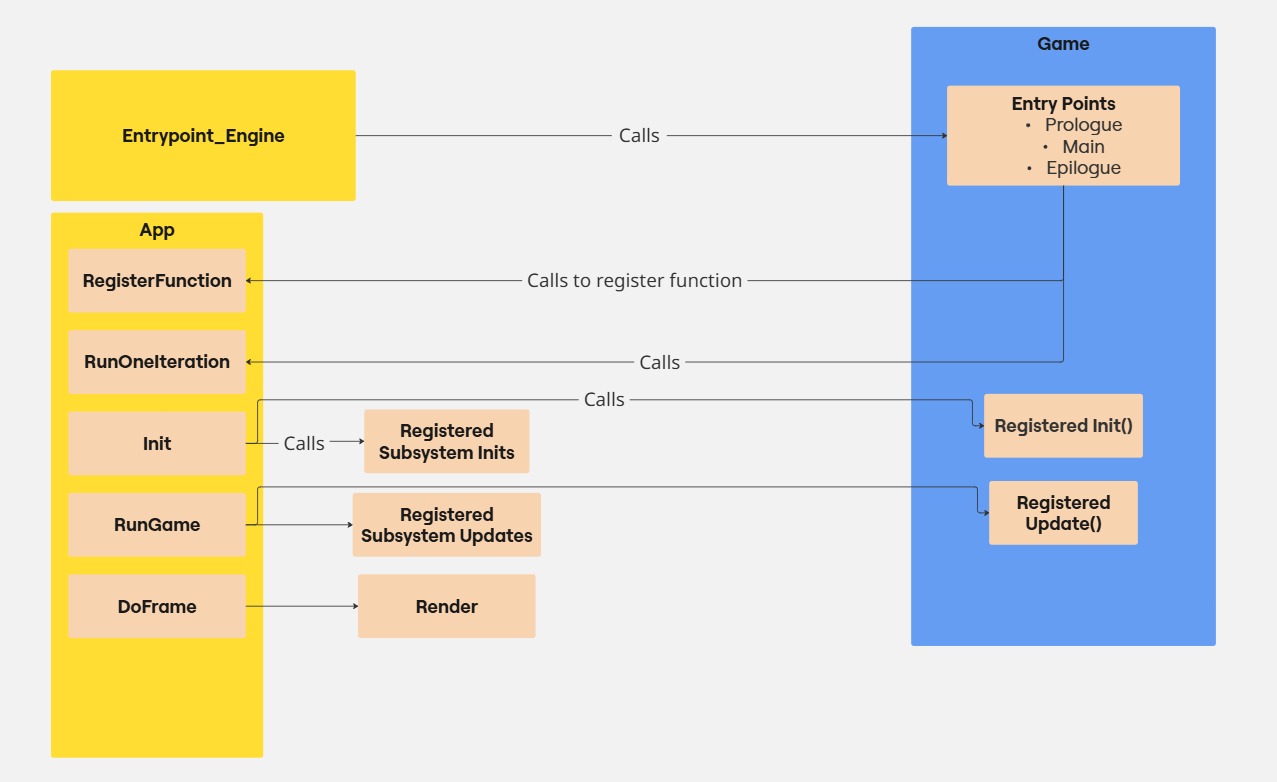 Game
Entry Points
• Prologue
• Main
• Epilogue
Entrypoint_Engine
Calls
App
RegisterFunction
Calls to register function
RunOneIteration
Calls
Calls
Init
Calls
Registered
Subsystem Inits
Registered Init()
RunGame
Registered
Subsystem Updates
Registered
Update()
DoFrame
Render